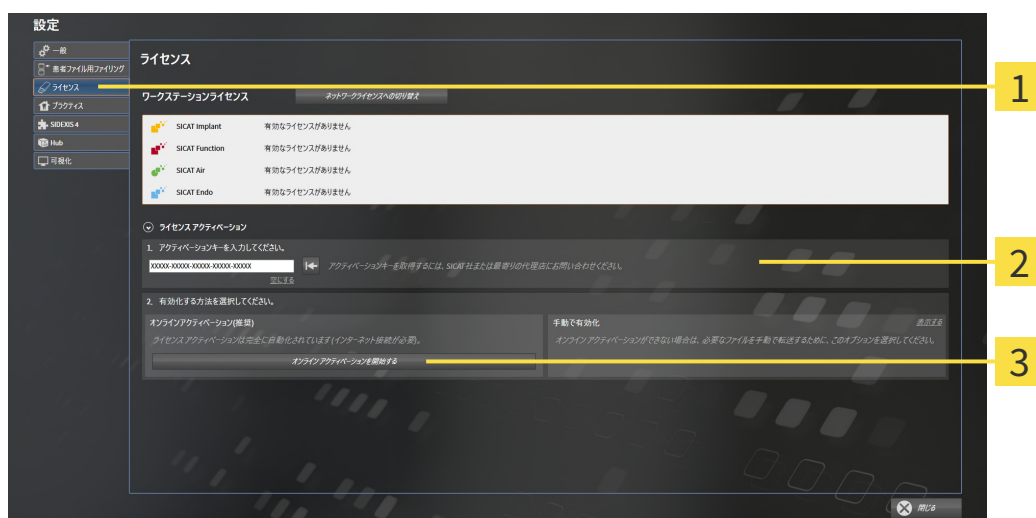 設定
一般
患者ファイル用ファイリング
ライセンス
プラクティス
SIDEXIS 4
Hub
可視化
ライセンス
ワークステーションライセンス
ネットワークライセンスへの切り替え
SICAT Implant 有効なライセンスがありません
SICAT Function 有効なライセンスがありません
SICAT Air 有効なライセンスがありません
SICAT Endo 有効なライセンスがありません
ライセンス アクティベーション
1. アクティベーションキーを入力してください。
XXXXX-XXXXX-XXXXX-XXXXX-XXXXX
アクティベーションキーを取得するには、SICAT 社または最寄りの代理店にお問い合わせください。
空にする
2. 有効化する方法を選択してください。
オンラインアクティベーション(推奨)
ライセンス アクティベーションは完全に自動化されています(インターネット接続が必要)。
オンライン アクティベーションを開始する
手動で有効化
表示する
オンライン アクティベーションができない場合は、必要なファイルを手動で転送するために、このオプションを選択してください。
閉じる
1
2
3